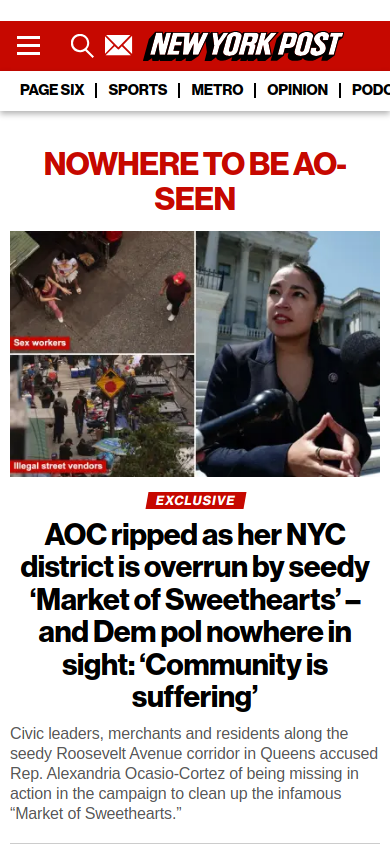 NEW YORK POST
PAGE SIX
SPORTS
METRO
OPINION
PODC
NOWHERE TO BE AO-
SEEN
Sex workers
Illegal street vendors
EXCLUSIVE
AOC ripped as her NYC
district is overrun by seedy
‘Market of Sweethearts’ –
and Dem pol nowhere in
sight: ‘Community is
suffering’
Civic leaders, merchants and residents along the
seedy Roosevelt Avenue corridor in Queens accused
Rep. Alexandria Ocasio-Cortez of being missing in
action in the campaign to clean up the infamous
“Market of Sweethearts.”